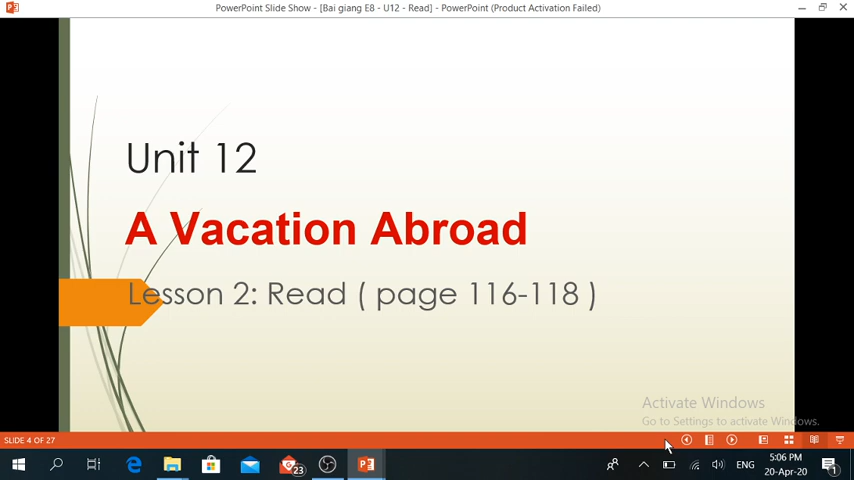 PowerPoint Slide Show - [Bai giang E8 - U12 - Read] - PowerPoint (Product Activation Failed)
Unit 12
A Vacation Abroad
Lesson 2: Read ( page 116-118 )
Activate Windows
Go to Settings to activate Windows.
SLIDE 4 OF 27
23
ENG
5:06 PM
20-Apr-20
1